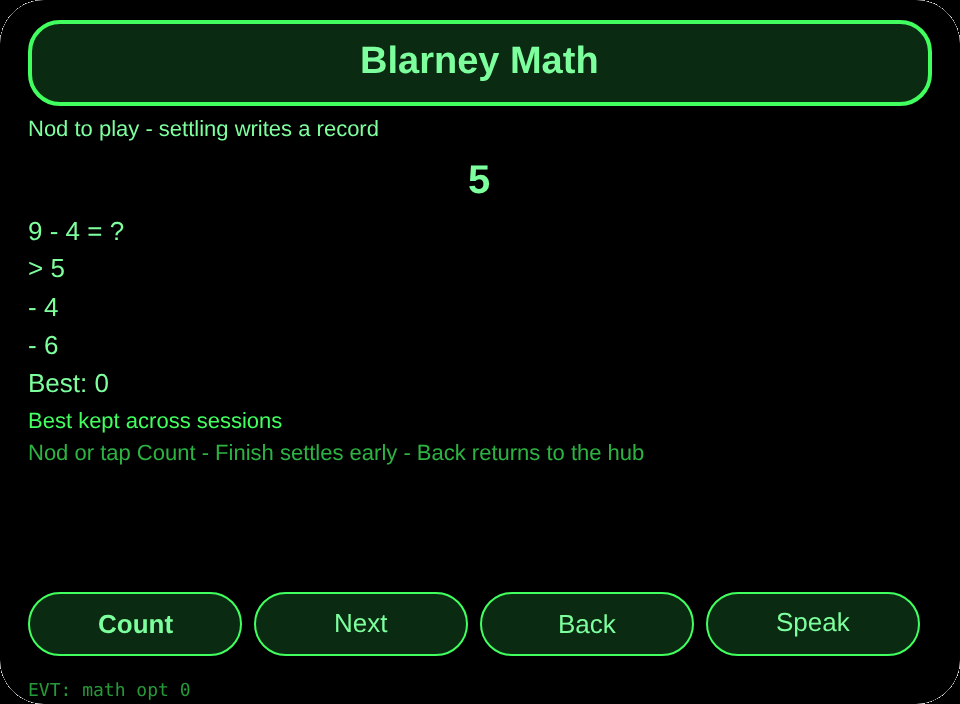 Blarney Math
Nod to play - settling writes a record
5
9 - 4 = ?
> 5
- 4
- 6
Best: 0
Best kept across sessions
Nod or tap Count - Finish settles early - Back returns to the hub
Count Next Back Speak
EVT: math opt 0